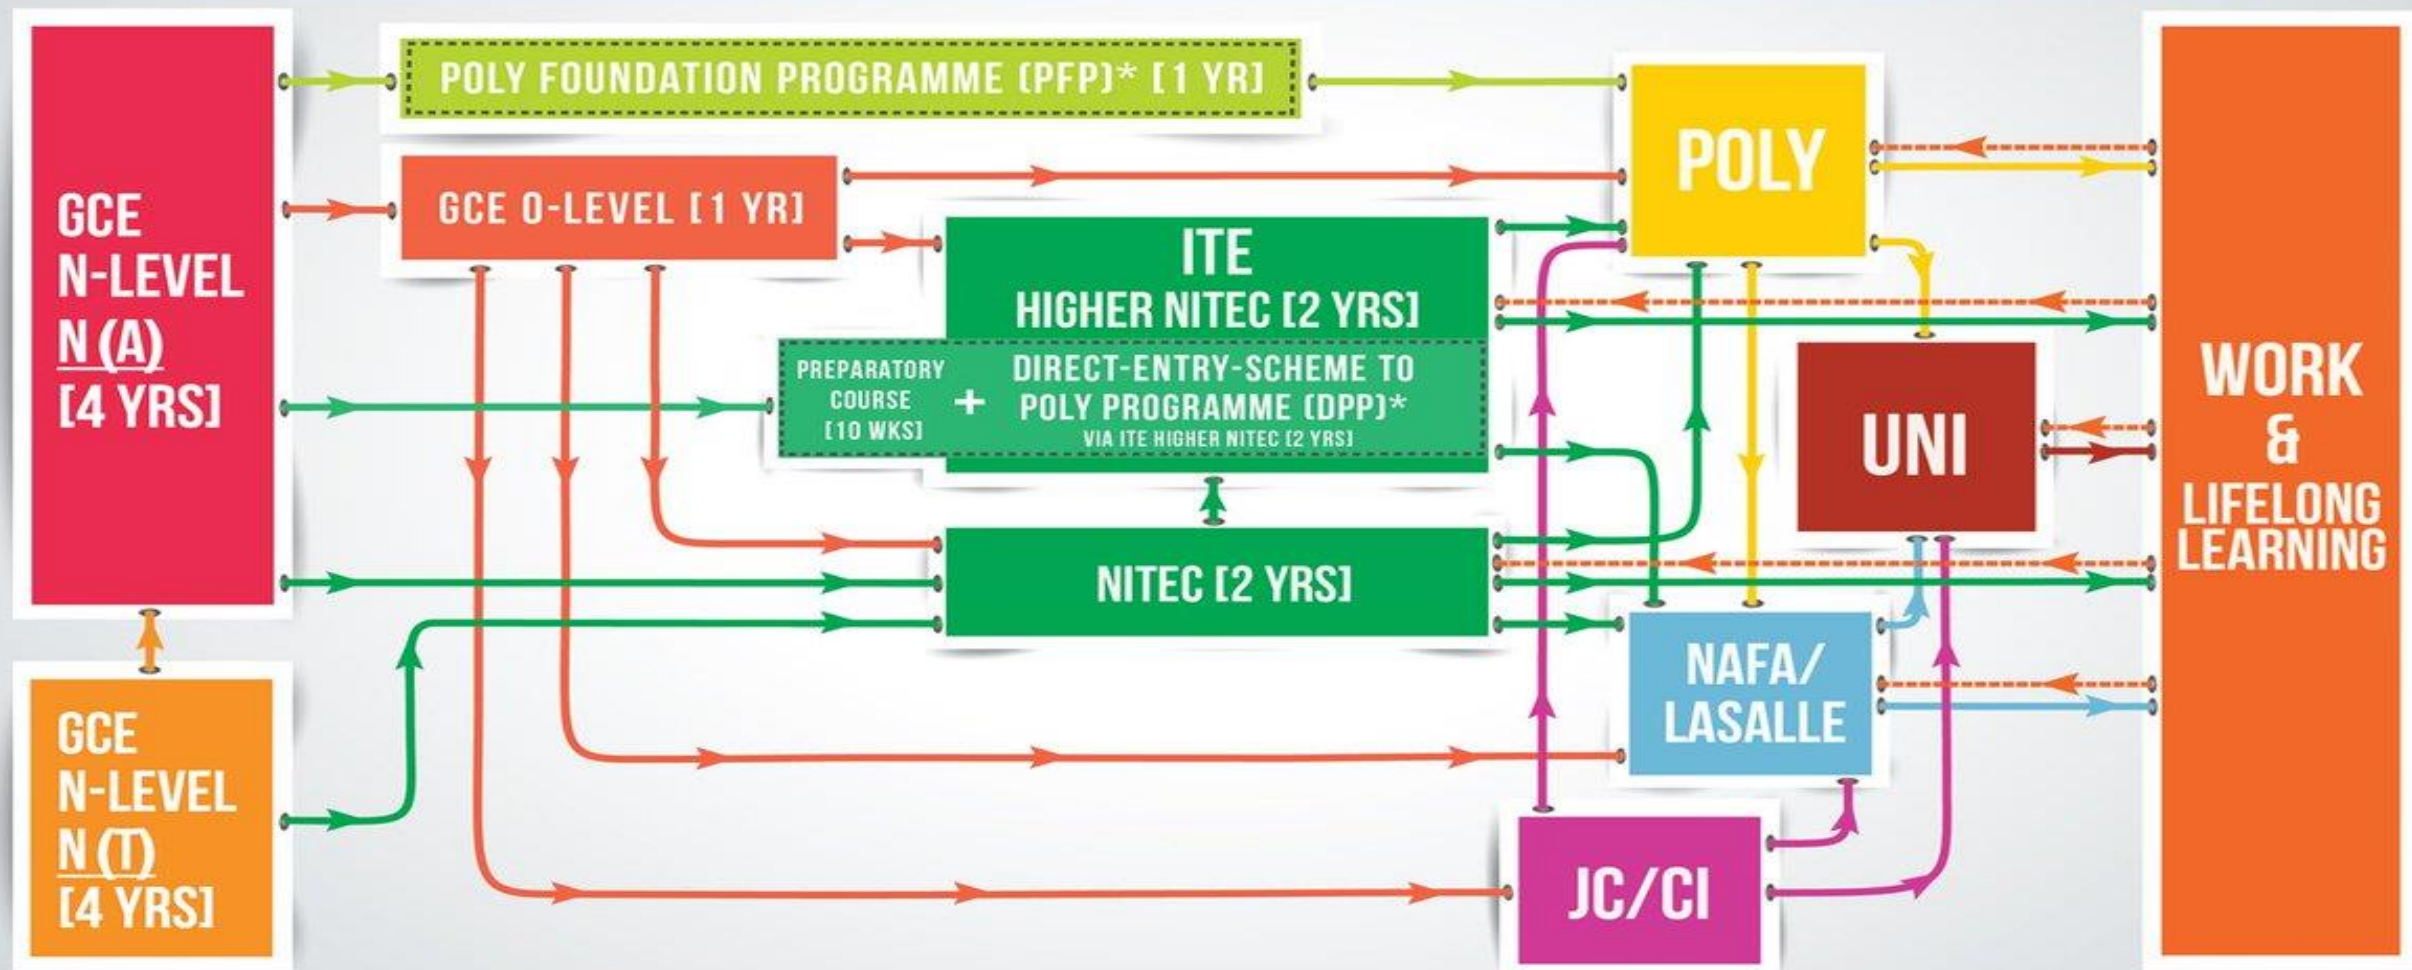 GCE
N-LEVEL
N (A)
[4 YRS]
GCE
N-LEVEL
N (T)
[4 YRS]
POLY FOUNDATION PROGRAMME (PFP)* [1 YR]
GCE O-LEVEL [1 YR]
ITE
HIGHER NITEC [2 YRS]
PREPARATORY
COURSE
[10 WKS]
+
DIRECT-ENTRY-SCHEME TO
POLY PROGRAMME (DPP)*
VIA ITE HIGHER NITEC [2 YRS]
NITEC [2 YRS]
POLY
UNI
NAFA/
LASALLE
JC/CI
WORK
&
LIFELONG
LEARNING